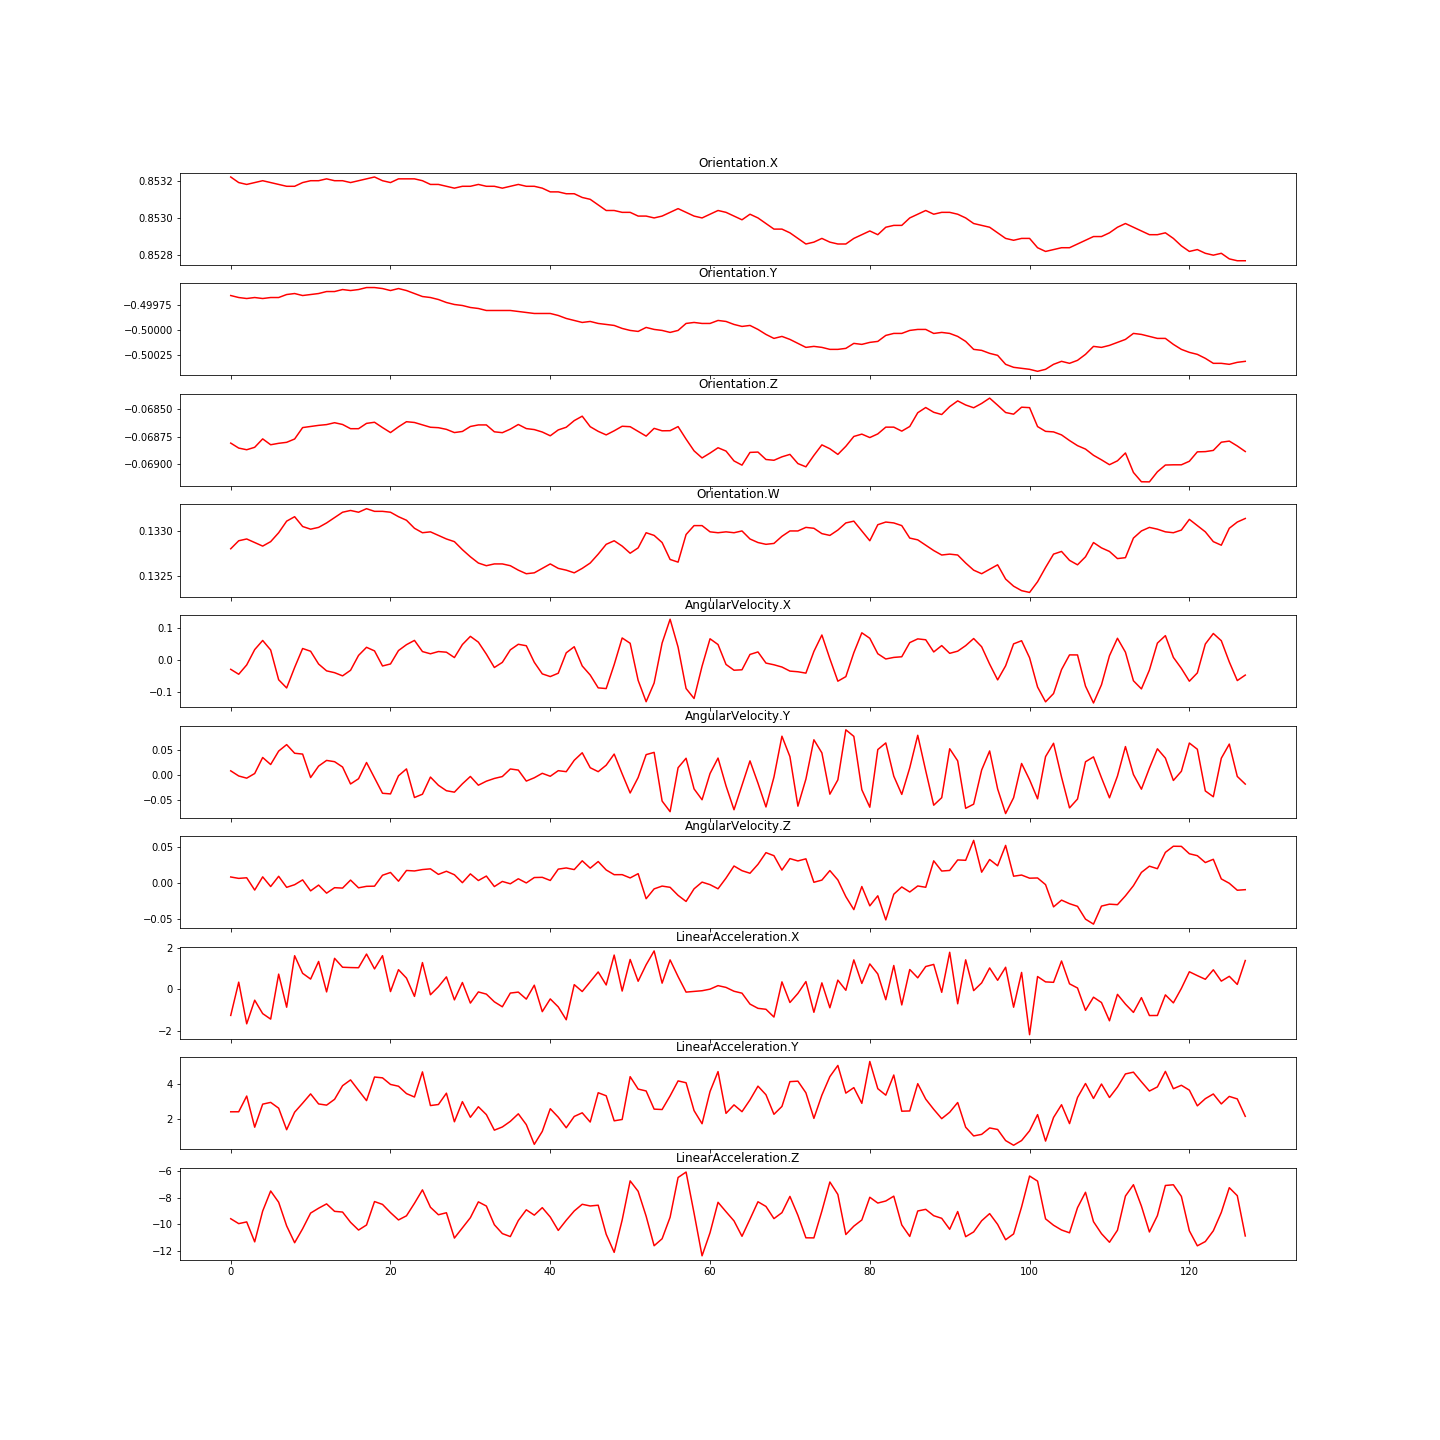 Orientation.X
0.8532
0.8530
0.8528
Orientation.Y
−0.49975
−0.50000
−0.50025
Orientation.Z
−0.06850
−0.06875
−0.06900
Orientation.W
0.1330
0.1325
AngularVelocity.X
0.1
0.0
−0.1
AngularVelocity.Y
0.05
0.00
−0.05
AngularVelocity.Z
0.05
0.00
−0.05
LinearAcceleration.X
2
0
−2
LinearAcceleration.Y
4
2
LinearAcceleration.Z
−6
−8
−10
−12
0 20 40 60 80 100 120